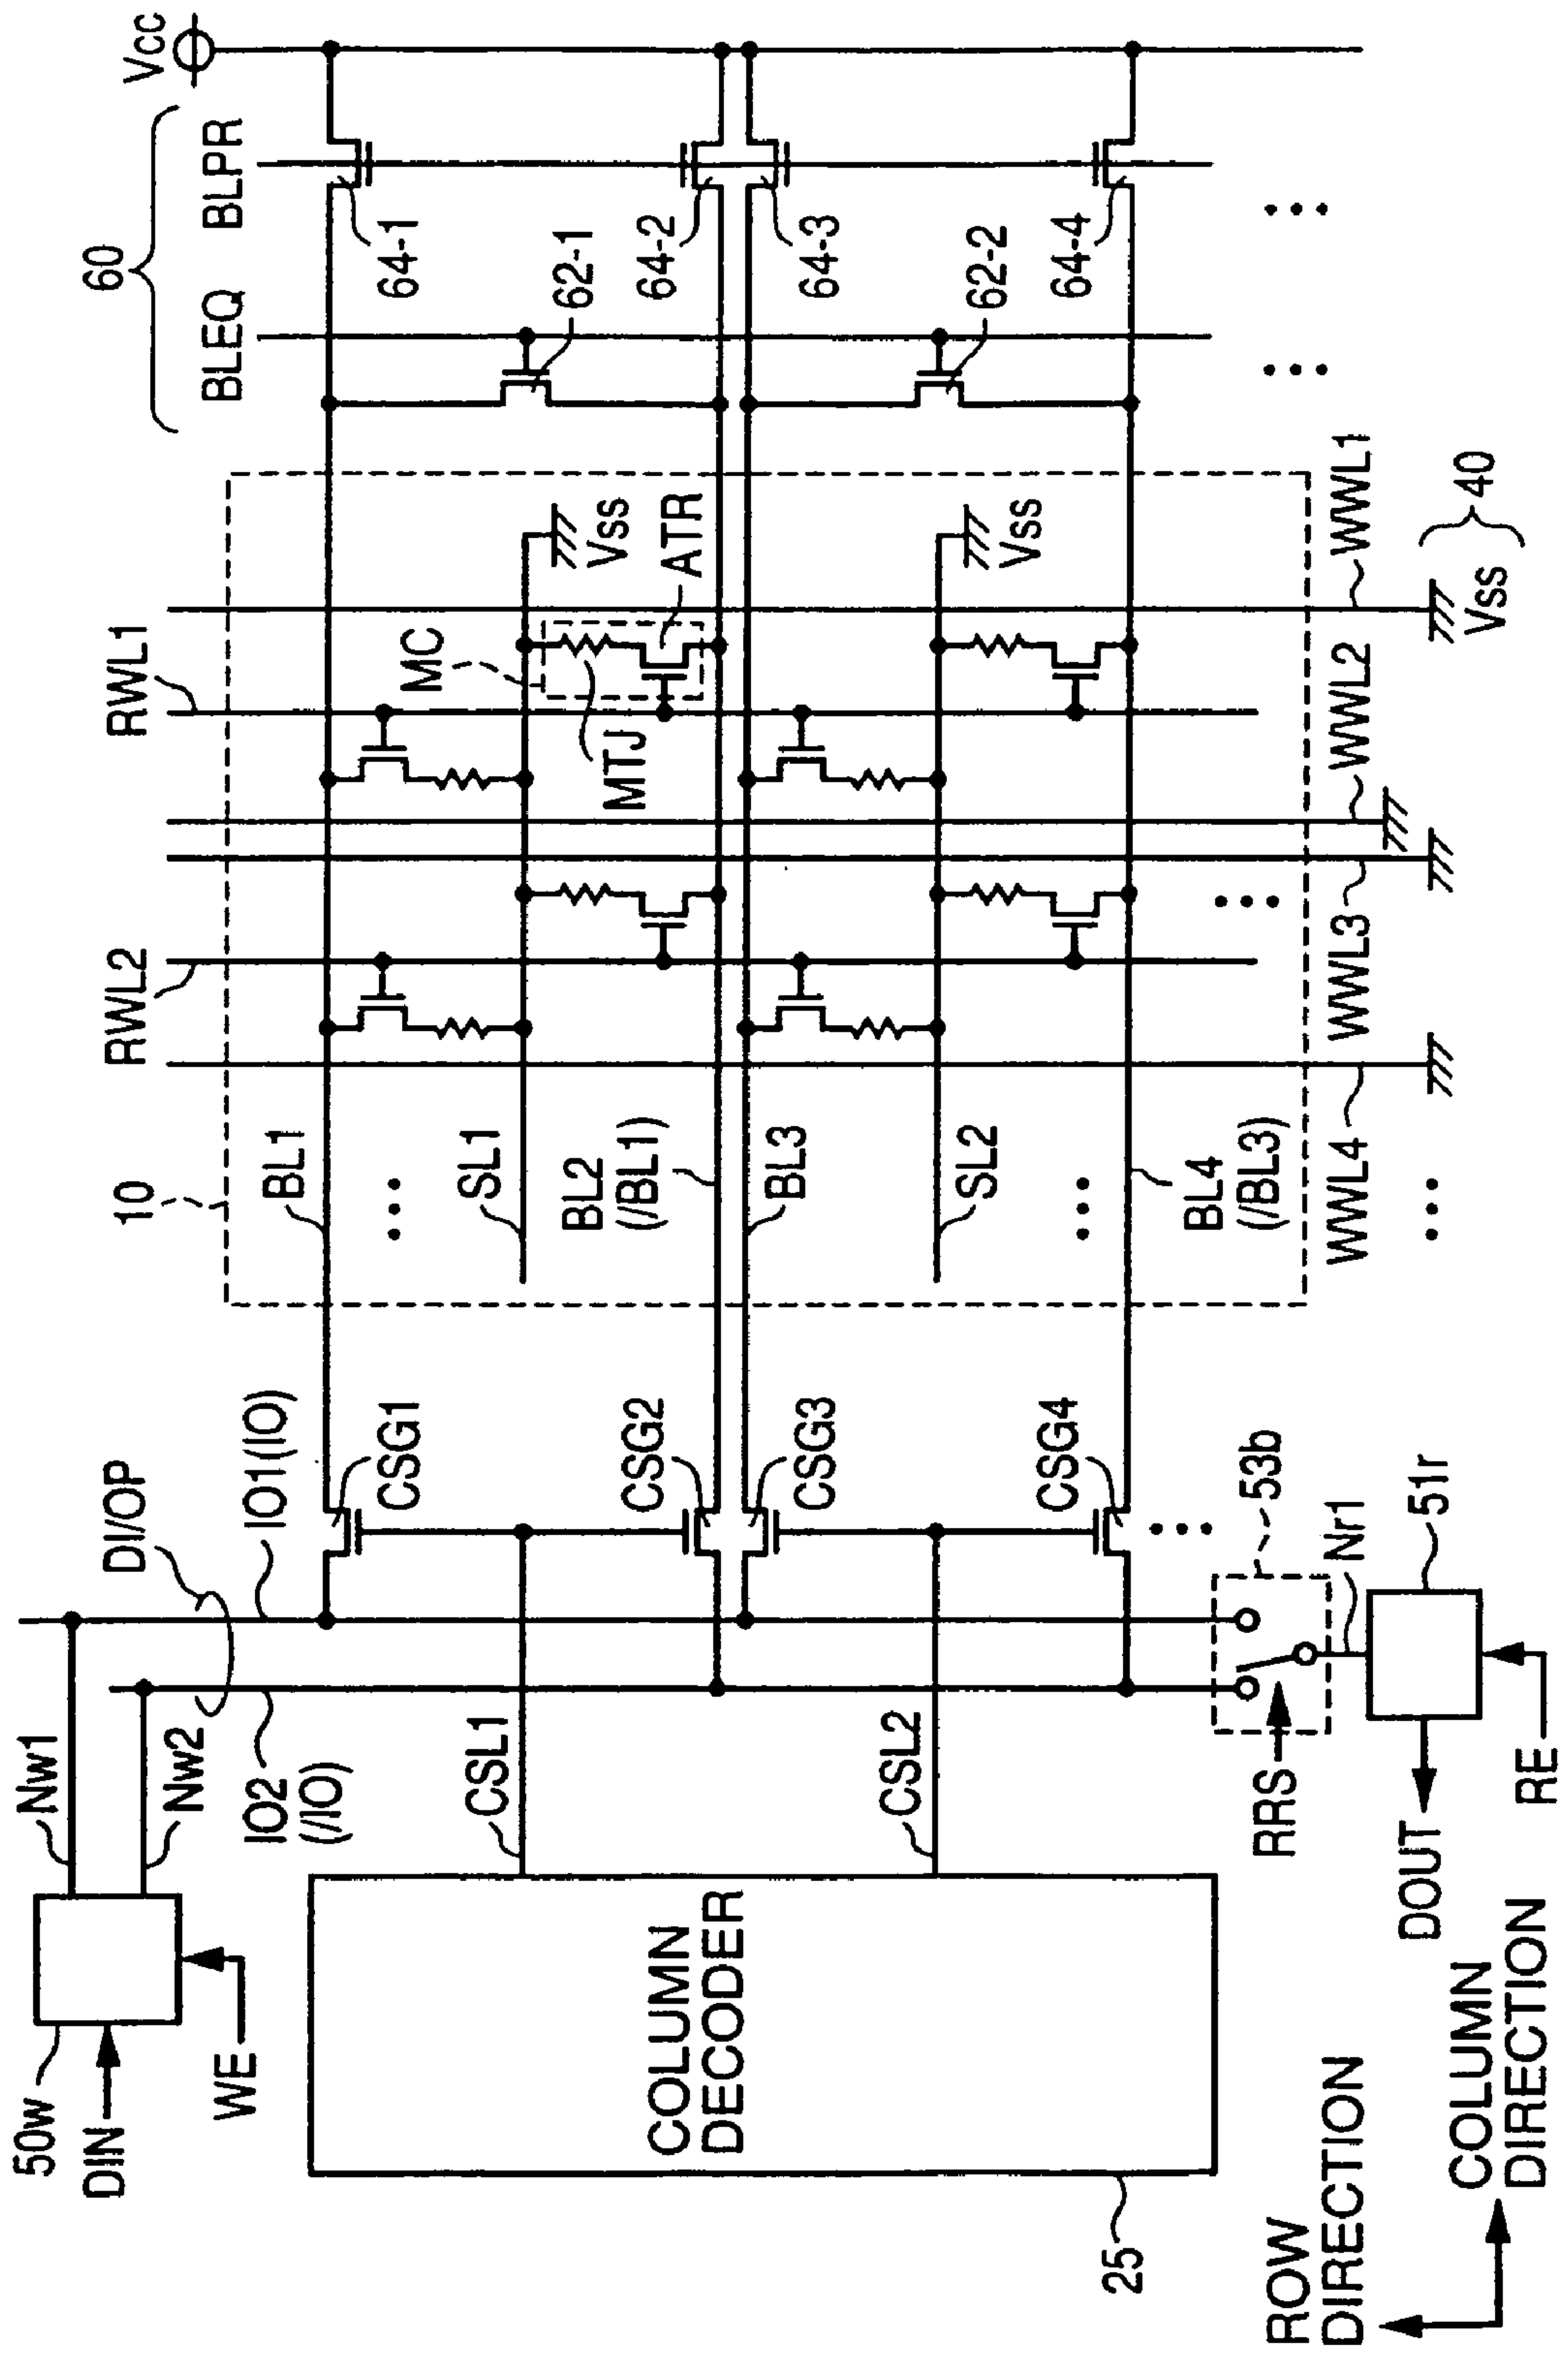 Vcc
60
BLEQ
BLPR
64-1
62-1
64-2
64-3
62-2
64-4
RWL1
RWL2
MC
MTJ
ATR
Vss
Vss
WWL1
WWL2
WWL3
WWL4
40
Vss
10
BL1
SL1
BL2
(/BL1)
BL3
SL2
BL4
(/BL3)
DI/OP
IO1(IO)
CSG1
CSG2
CSG3
CSG4
53b
Nr1
51r
Nw1
Nw2
IO2
(/IO)
CSL1
CSL2
RRS
RE
DOUT
50w
DIN
WE
COLUMN
DECODER
25
ROW
DIRECTION
COLUMN
DIRECTION